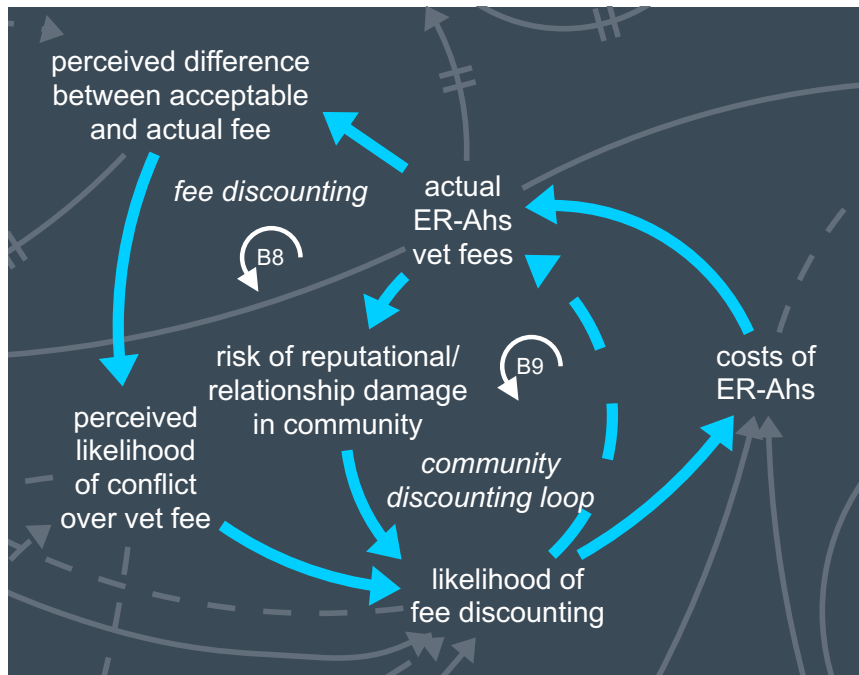 perceived difference
between acceptable
and actual fee
fee discounting
actual
ER-Ahs
vet fees
B8
risk of reputational/
relationship damage
in community
B9
costs of
ER-Ahs
perceived
likelihood
of conflict
over vet fee
community
discounting loop
likelihood of
fee discounting